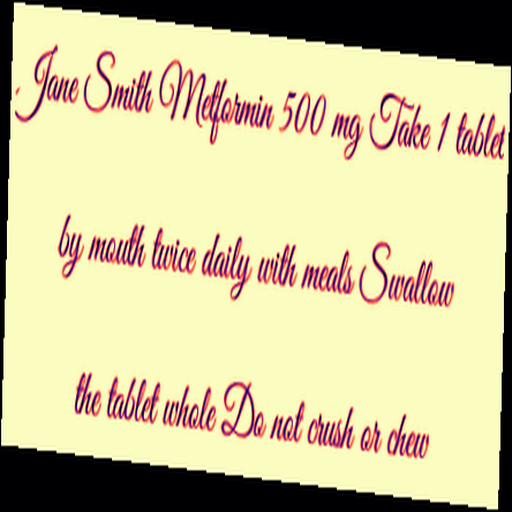 Jane Smith Metformin 500 mg Take 1 tablet
by mouth twice daily with meals Swallow
the tablet whole Do not crush or chew